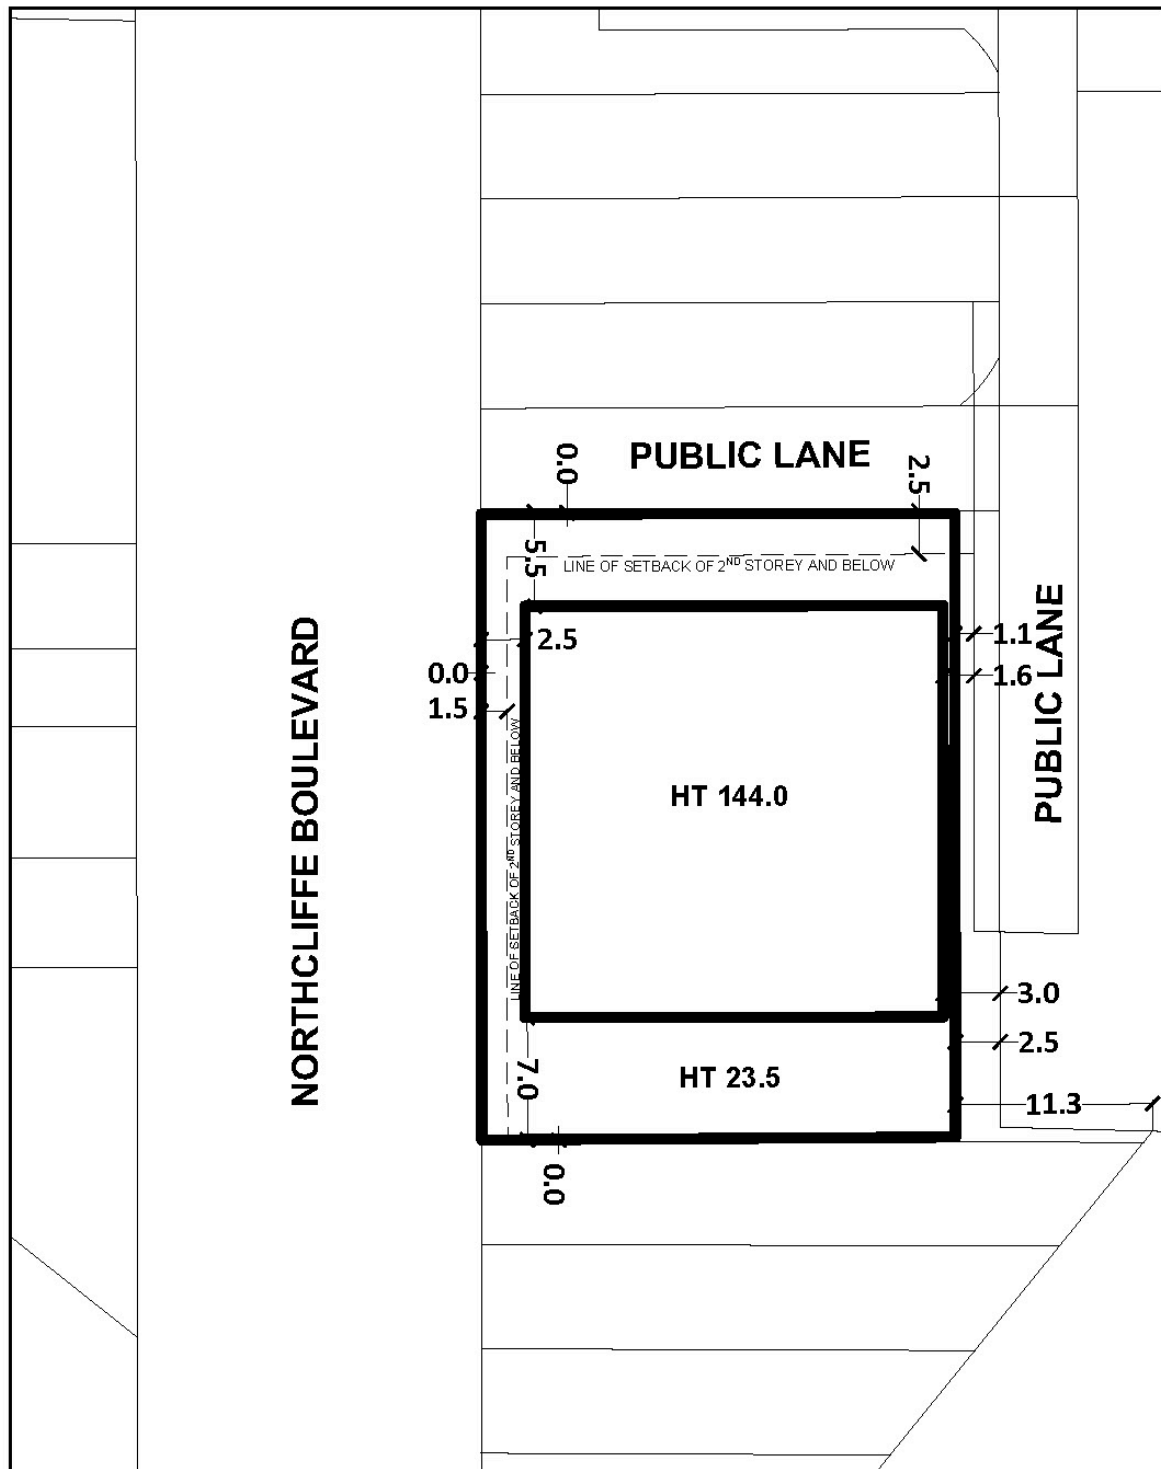 0.0
PUBLIC LANE
2.5
5.5
LINE OF SETBACK OF 2ND STOREY AND BELOW
2.5
0.0
1.5
1.1
1.6
PUBLIC LANE
NORTHCLIFFE BOULEVARD
LINE OF SETBACK OF 2ND STOREY AND BELOW
HT 144.0
3.0
2.5
7.0
HT 23.5
11.3
0.0